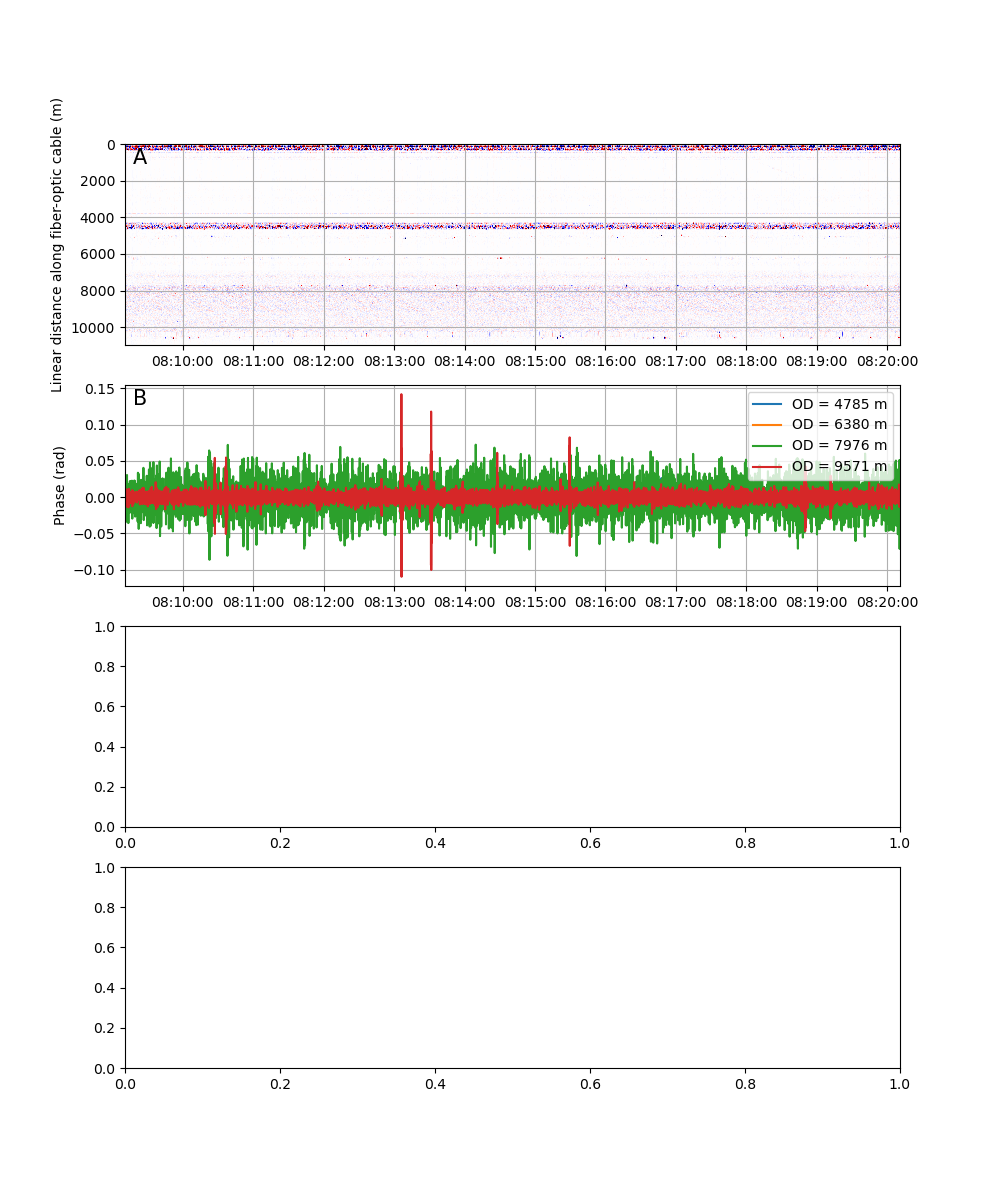 Linear distance along fiber-optic cable (m)
A
0
2000
4000
6000
8000
10000
08:10:00 08:11:00 08:12:00 08:13:00 08:14:00 08:15:00 08:16:00 08:17:00 08:18:00 08:19:00 08:20:00
Phase (rad)
B
0.15
0.10
0.05
0.00
−0.05
−0.10
OD = 4785 m
OD = 6380 m
OD = 7976 m
OD = 9571 m
08:10:00 08:11:00 08:12:00 08:13:00 08:14:00 08:15:00 08:16:00 08:17:00 08:18:00 08:19:00 08:20:00
1.0
0.8
0.6
0.4
0.2
0.0
0.0 0.2 0.4 0.6 0.8 1.0
1.0
0.8
0.6
0.4
0.2
0.0
0.0 0.2 0.4 0.6 0.8 1.0